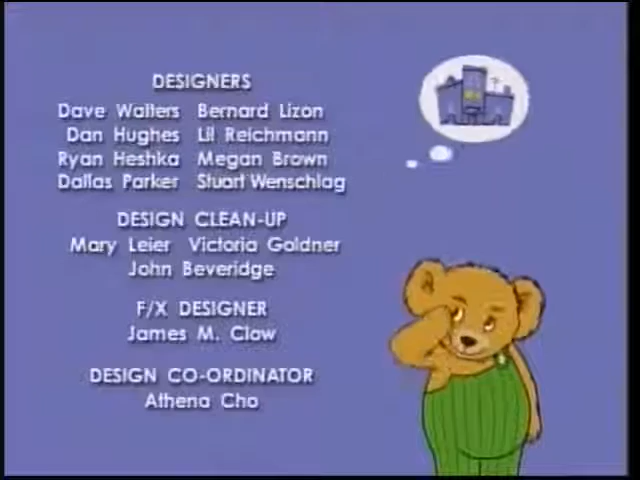 DESIGNERS
Dave Walters Bernard Lizon
Dan Hughes Lil Reichmann
Ryan Heshka Megan Brown
Dallas Parker Stuart Wenschlag
DESIGN CLEAN-UP
Mary Leier Victoria Goldner
John Beveridge
F/X DESIGNER
James M. Clow
DESIGN CO-ORDINATOR
Athena Cho